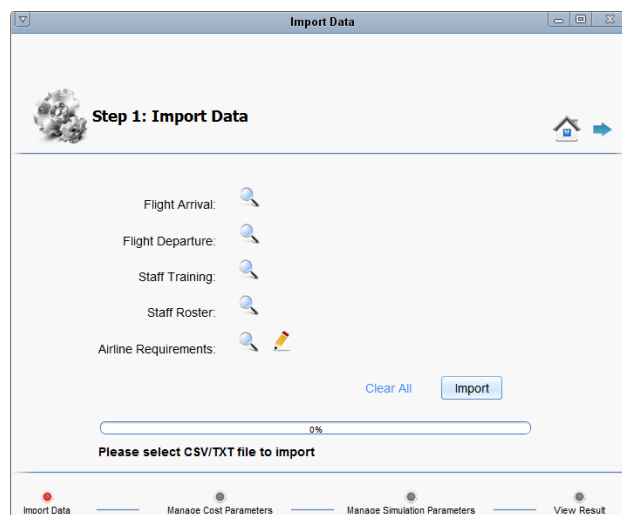 Import Data
Step 1: Import Data
Flight Arrival:
Flight Departure:
Staff Training:
Staff Roster:
Airline Requirements:
Clear All Import
0%
Please select CSV/TXT file to import
Import Data Manage Cost Parameters Manage Simulation Parameters View Result